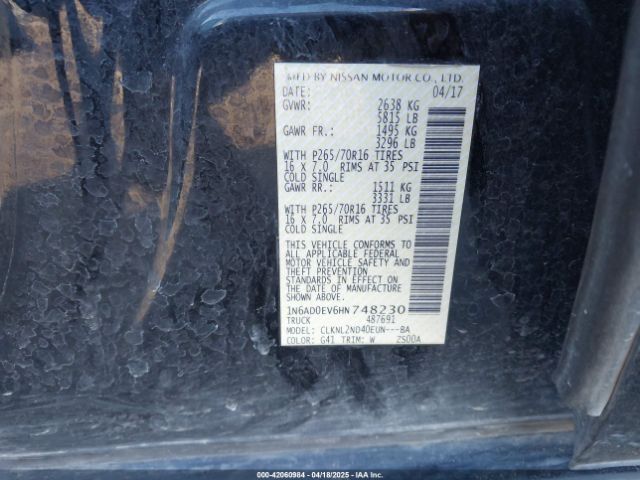 MFD BY NISSAN MOTOR CO., LTD.
DATE: 04/17
GVWR: 2638 KG
5815 LB
GAWR FR.: 1495 KG
3296 LB
WITH P265/70R16 TIRES
16 X 7.0 RIMS AT 35 PSI
COLD SINGLE
GAWR RR.: 1511 KG
3331 LB
WITH P265/70R16 TIRES
16 X 7.0 RIMS AT 35 PSI
COLD SINGLE
THIS VEHICLE CONFORMS TO
ALL APPLICABLE FEDERAL
MOTOR VEHICLE SAFETY AND
THEFT PREVENTION
STANDARDS IN EFFECT ON
THE DATE OF MANUFACTURE
SHOWN ABOVE.
1N6AD0EV6HN748230
TRUCK 487691
MODEL: CLKNL2ND40EUN---BA
COLOR: G41 TRIM: W ZS00A
000-42060984 - 04/18/2025 - IAAI.com